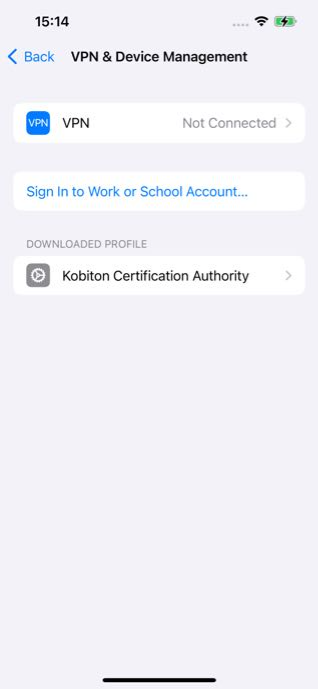 15:14
Back VPN & Device Management
VPN VPN Not Connected
Sign In to Work or School Account...
DOWNLOADED PROFILE
Kobiton Certification Authority